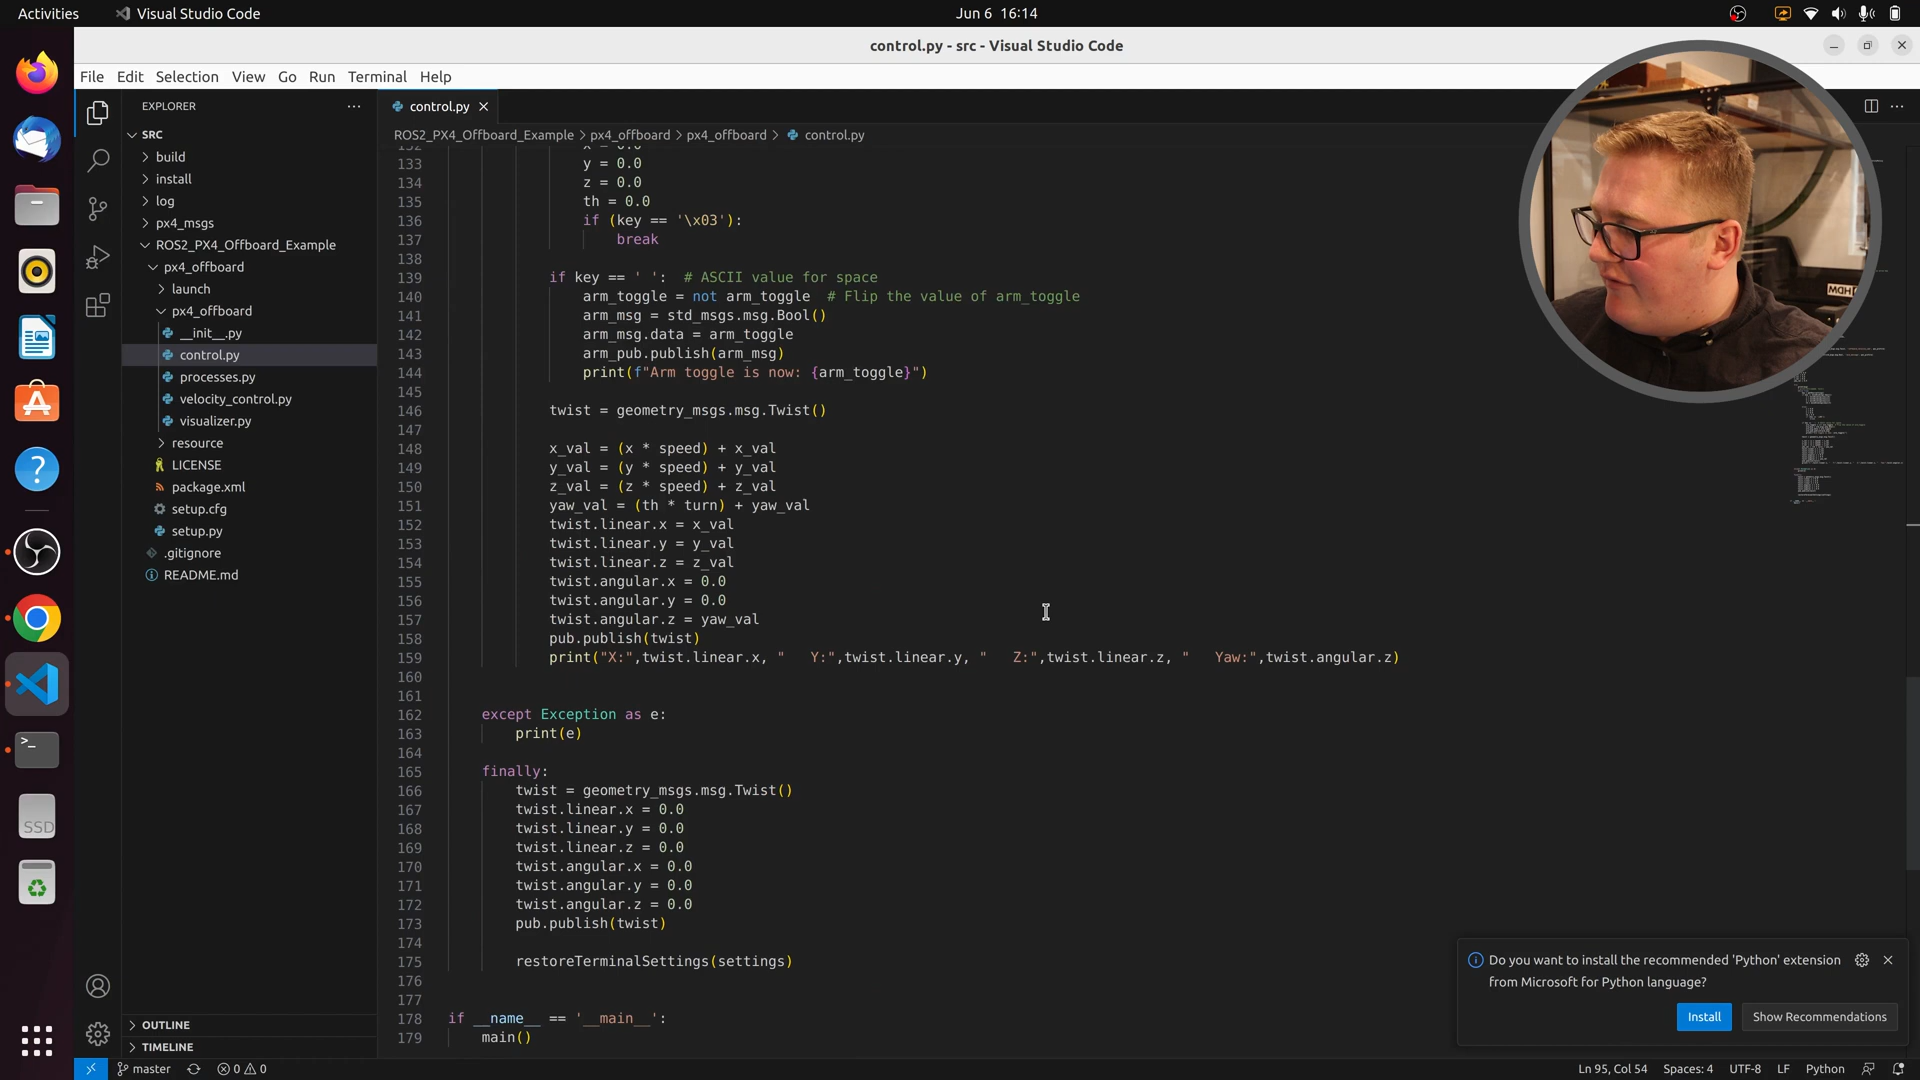 Activities
Visual Studio Code
Jun 6 16:14
control.py - src - Visual Studio Code
File Edit Selection View Go Run Terminal Help
EXPLORER
SRC
build
install
log
px4_msgs
ROS2_PX4_Offboard_Example
px4_offboard
launch
px4_offboard
__init__.py
control.py
processes.py
velocity_control.py
visualizer.py
resource
LICENSE
package.xml
setup.cfg
setup.py
.gitignore
README.md
OUTLINE
TIMELINE
SSD
control.py
ROS2_PX4_Offboard_Example > px4_offboard > px4_offboard > control.py
132 x = 0.0
133 y = 0.0
134 z = 0.0
135 th = 0.0
136 if (key == '\x03'):
137 break
138
139 if key == ' ':  # ASCII value for space
140 arm_toggle = not arm_toggle  # Flip the value of arm_toggle
141 arm_msg = std_msgs.msg.Bool()
142 arm_msg.data = arm_toggle
143 arm_pub.publish(arm_msg)
144 print(f"Arm toggle is now: {arm_toggle}")
145
146 twist = geometry_msgs.msg.Twist()
147
148 x_val = (x * speed) + x_val
149 y_val = (y * speed) + y_val
150 z_val = (z * speed) + z_val
151 yaw_val = (th * turn) + yaw_val
152 twist.linear.x = x_val
153 twist.linear.y = y_val
154 twist.linear.z = z_val
155 twist.angular.x = 0.0
156 twist.angular.y = 0.0
157 twist.angular.z = yaw_val
158 pub.publish(twist)
159 print("X:",twist.linear.x, "   Y:",twist.linear.y, "   Z:",twist.linear.z, "   Yaw:",twist.angular.z)
160
161
162 except Exception as e:
163 print(e)
164
165 finally:
166 twist = geometry_msgs.msg.Twist()
167 twist.linear.x = 0.0
168 twist.linear.y = 0.0
169 twist.linear.z = 0.0
170 twist.angular.x = 0.0
171 twist.angular.y = 0.0
172 twist.angular.z = 0.0
173 pub.publish(twist)
174
175 restoreTerminalSettings(settings)
176
177
178 if __name__ == '__main__':
179 main()
Do you want to install the recommended 'Python' extension
from Microsoft for Python language?
Install
Show Recommendations
master
0 0
Ln 95, Col 54
Spaces: 4
UTF-8
LF
Python